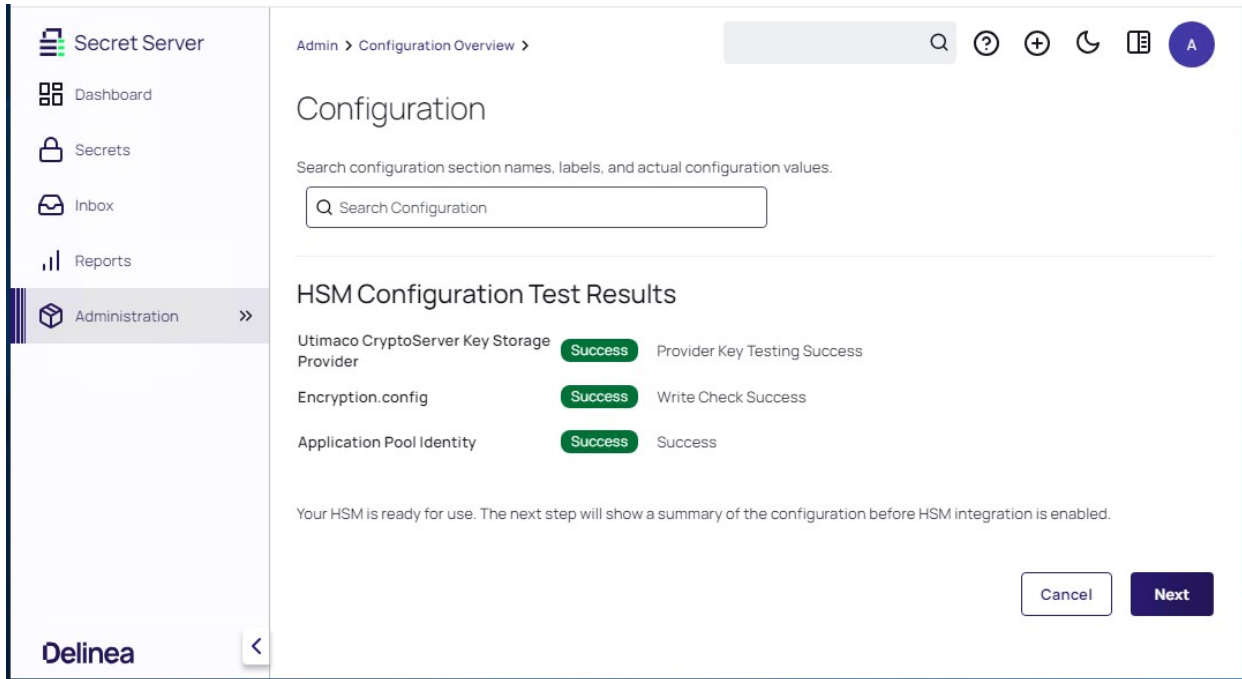 Secret Server
Dashboard
Secrets
Inbox
Reports
Administration
Delinea
Admin > Configuration Overview >
A
Configuration
Search configuration section names, labels, and actual configuration values.
Search Configuration
HSM Configuration Test Results
Utimaco CryptoServer Key Storage
Provider
Success Provider Key Testing Success
Encryption.config Success Write Check Success
Application Pool Identity Success Success
Your HSM is ready for use. The next step will show a summary of the configuration before HSM integration is enabled.
Cancel Next